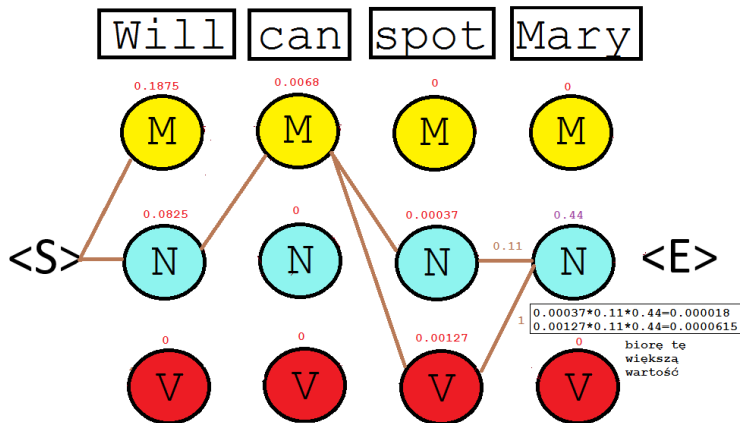 Will can spot Mary
0.1875 0.0068 0 0
M M M M
0.0825 0 0.00037 0.44
<S> N N N 0.11 N <E>
0.00037*0.11*0.44=0.000018
1 0.00127*0.11*0.44=0.0000615
0 0 0.00127 0
V V V V
biorę tę
większą
wartość